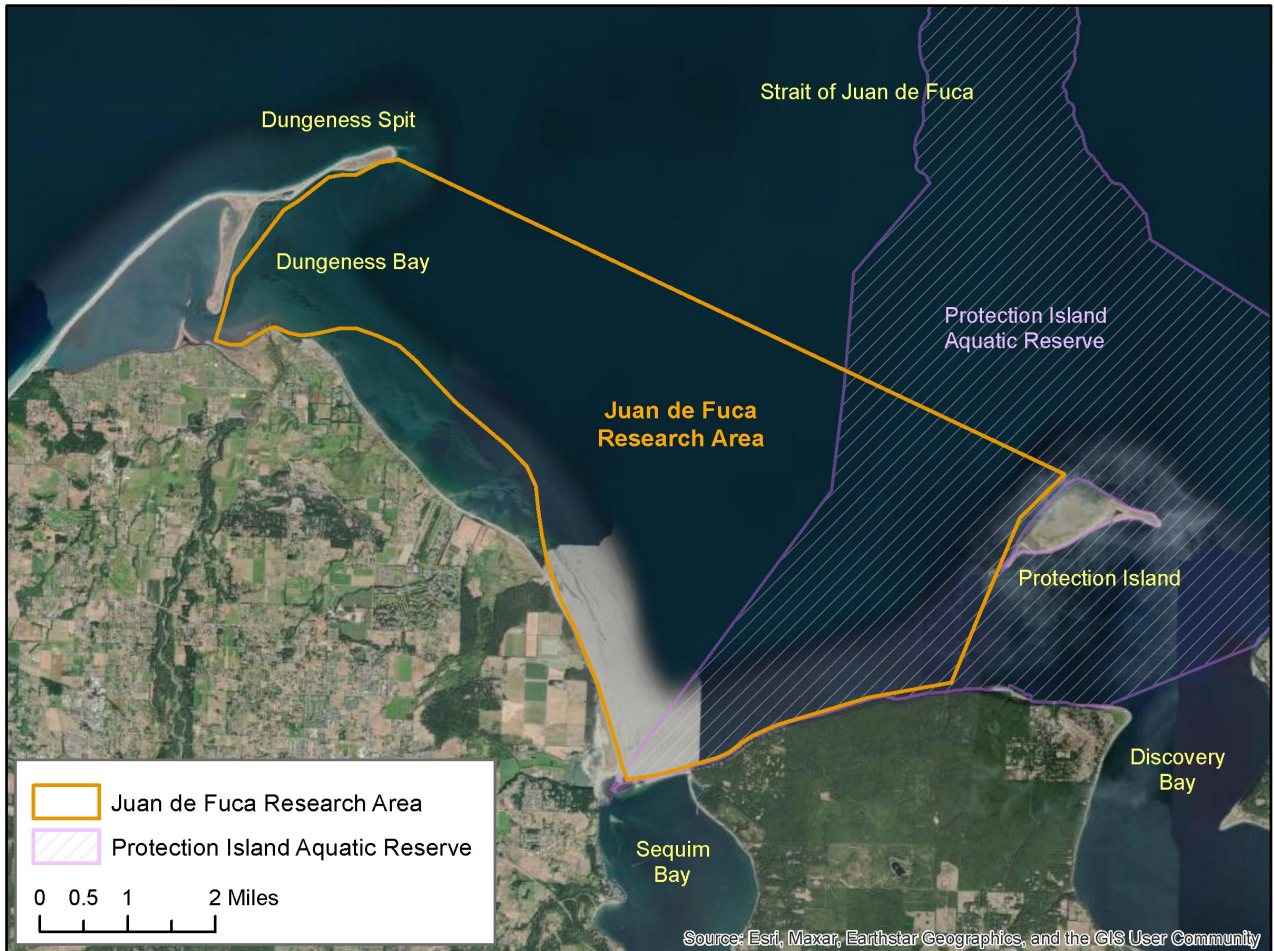 Strait of Juan de Fuca
Dungeness Spit
Dungeness Bay
Protection Island
Aquatic Reserve
Juan de Fuca
Research Area
Protection Island
Discovery
Bay
Sequim
Bay
Juan de Fuca Research Area
Protection Island Aquatic Reserve
0 0.5 1 2 Miles
Source: Esri, Maxar, Earthstar Geographics, and the GIS User Community